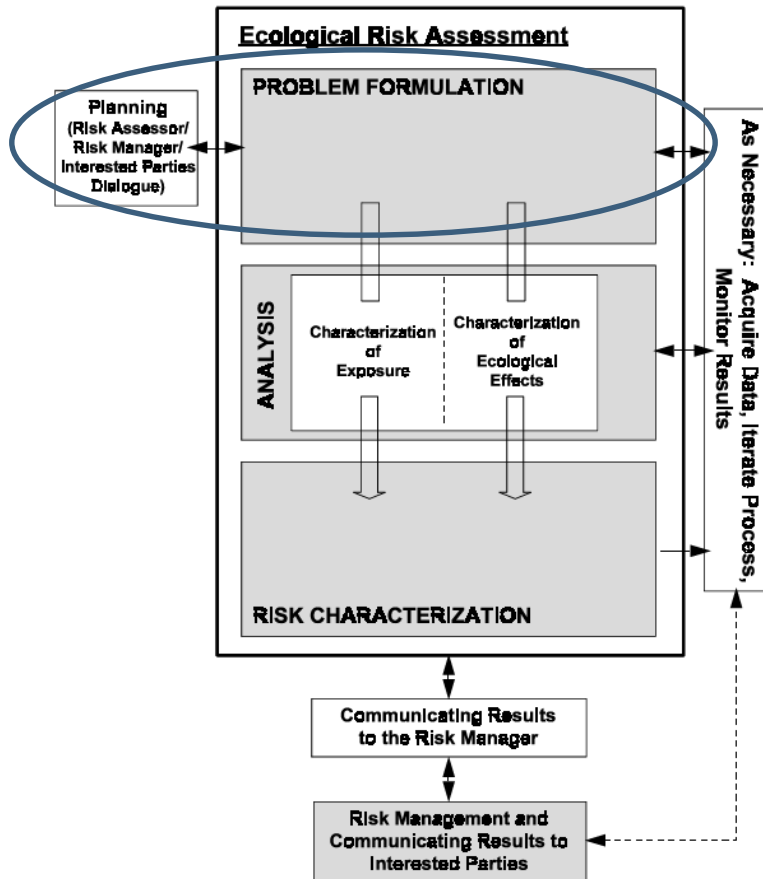 Ecological Risk Assessment
PROBLEM FORMULATION
Planning
(Risk Assessor/
Risk Manager/
Interested Parties
Dialogue)
As Necessary: Acquire Data, Iterate Process,
Monitor Results
ANALYSIS
Characterization
of
Exposure
Characterization
of
Ecological
Effects
RISK CHARACTERIZATION
Communicating Results
to the Risk Manager
Risk Management and
Communicating Results to
Interested Parties